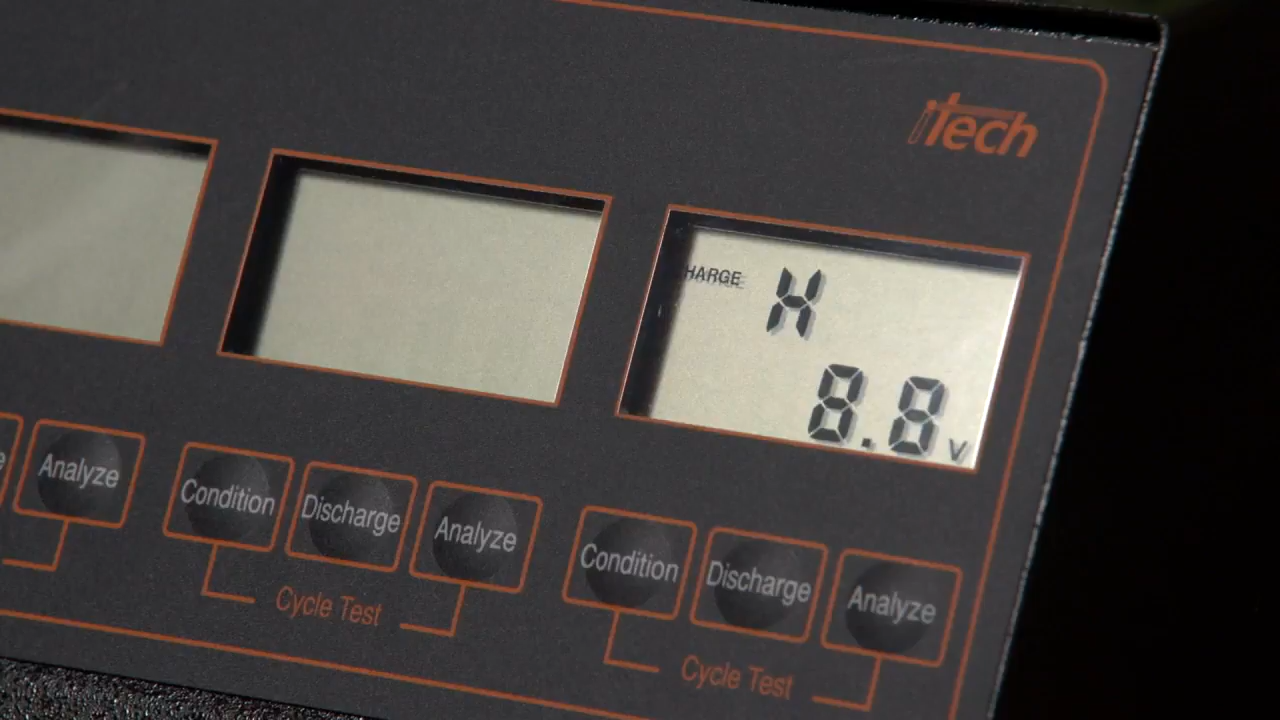 iTech
HARGE
H
8.8 V
Analyze
Condition
Discharge
Analyze
Cycle Test
Condition
Discharge
Analyze
Cycle Test